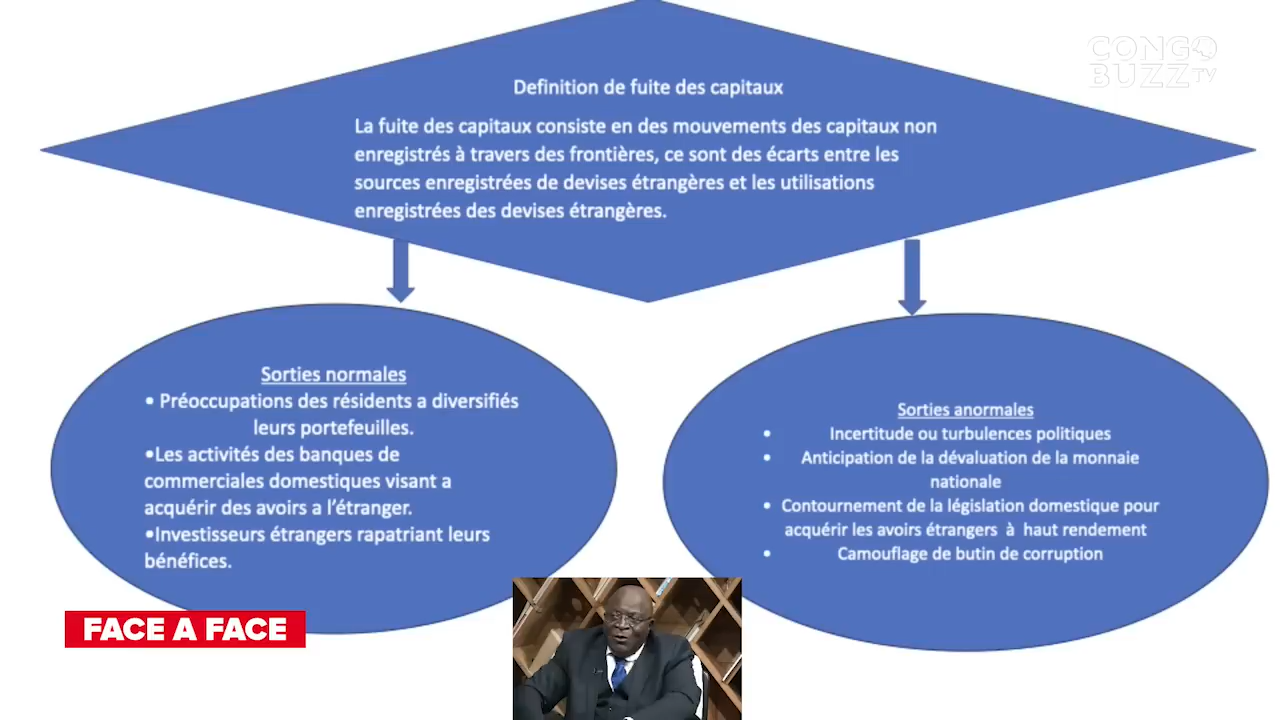 CONGO
BUZZTV
Definition de fuite des capitaux
La fuite des capitaux consiste en des mouvements des capitaux non
enregistrés à travers des frontières, ce sont des écarts entre les
sources enregistrées de devises étrangères et les utilisations
enregistrées des devises étrangères.
Sorties normales
• Préoccupations des résidents a diversifiés
leurs portefeuilles.
•Les activités des banques de
commerciales domestiques visant a
acquérir des avoirs a l'étranger.
•Investisseurs étrangers rapatriant leurs
bénéfices.
Sorties anormales
• Incertitude ou turbulences politiques
• Anticipation de la dévaluation de la monnaie
nationale
• Contournement de la législation domestique pour
acquérir les avoirs étrangers à haut rendement
• Camouflage de butin de corruption
FACE A FACE